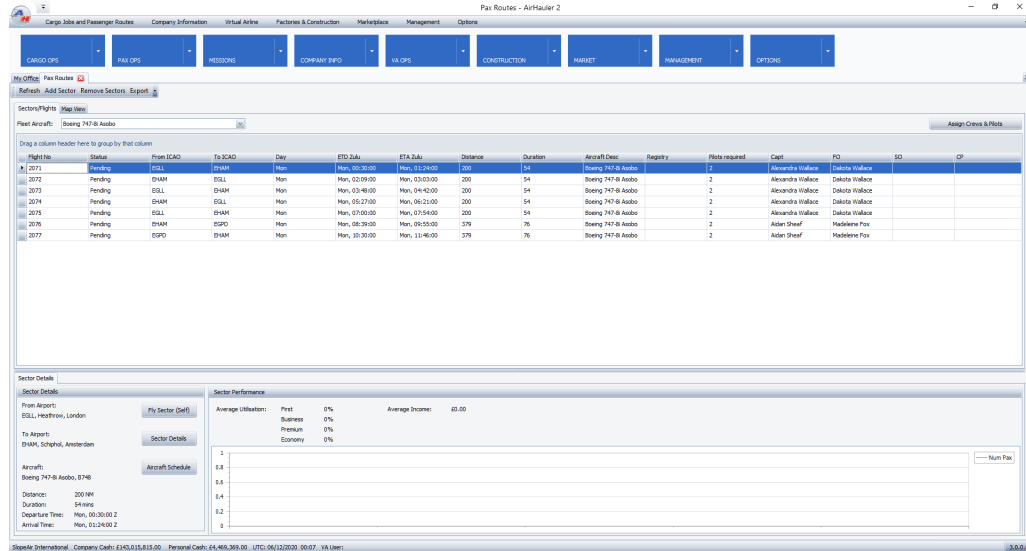 Pax Routes - AirHauler 2
Cargo Jobs and Passenger Routes Company Information Virtual Airline Factories & Construction Marketplace Management Options
CARGO OPS PAX OPS MISSIONS COMPANY INFO VA OPS CONSTRUCTION MARKET MANAGEMENT OPTIONS
My Office Pax Routes
Refresh Add Sector Remove Sectors Export
Sectors/Flights Map View
Fleet Aircraft: Boeing 747-8i Asobo Assign Crews & Pilots
Drag a column header here to group by that column
Flight No Status From ICAO To ICAO Day ETD Zulu ETA Zulu Distance Duration Aircraft Desc Registry Pilots required Capt FO SO CP
2071 Pending EGLL EHAM Mon Mon, 00:30:00 Mon, 01:24:00 200 54 Boeing 747-8i Asobo 2 Alexandra Wallace Dakota Wallace
2072 Pending EHAM EGLL Mon Mon, 02:09:00 Mon, 03:03:00 200 54 Boeing 747-8i Asobo 2 Alexandra Wallace Dakota Wallace
2073 Pending EGLL EHAM Mon Mon, 03:48:00 Mon, 04:42:00 200 54 Boeing 747-8i Asobo 2 Alexandra Wallace Dakota Wallace
2074 Pending EHAM EGLL Mon Mon, 05:27:00 Mon, 06:21:00 200 54 Boeing 747-8i Asobo 2 Alexandra Wallace Dakota Wallace
2075 Pending EGLL EHAM Mon Mon, 07:00:00 Mon, 07:54:00 200 54 Boeing 747-8i Asobo 2 Alexandra Wallace Dakota Wallace
2076 Pending EHAM EGPD Mon Mon, 08:39:00 Mon, 09:55:00 379 76 Boeing 747-8i Asobo 2 Aidan Sheaf Madeleine Fox
2077 Pending EGPD EHAM Mon Mon, 10:30:00 Mon, 11:46:00 379 76 Boeing 747-8i Asobo 2 Aidan Sheaf Madeleine Fox
Sector Details
Sector Details
From Airport:
EGLL, Heathrow, London
Fly Sector (Self)
To Airport:
EHAM, Schiphol, Amsterdam
Sector Details
Aircraft:
Boeing 747-8i Asobo, B748
Aircraft Schedule
Distance: 200 NM
Duration: 54 mins
Departure Time: Mon, 00:30:00 Z
Arrival Time: Mon, 01:24:00 Z
Sector Performance
Average Utilisation: First 0% Average Income: £0.00
Business 0%
Premium 0%
Economy 0%
1
0.8
0.6
0.4
0.2
0
Num Pax
SlopeAir International Company Cash: £143,015,815.00 Personal Cash: £4,469,369.00 UTC: 06/12/2020 00:07 VA User: 3.0.0